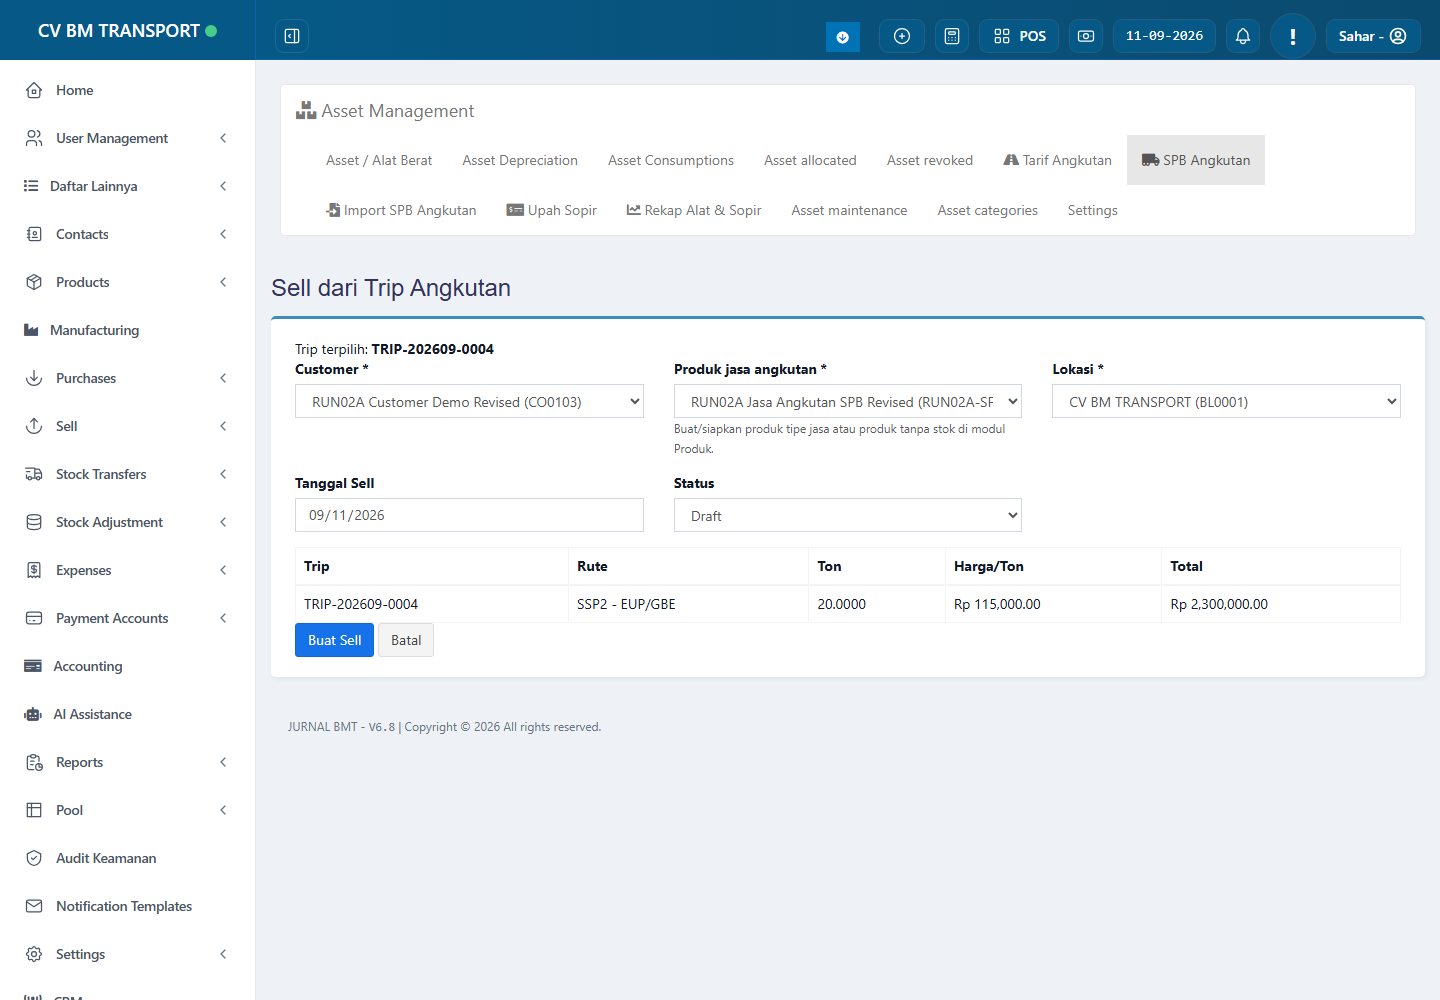 CV BM TRANSPORT
POS
11-09-2026
Sahar -
Home
User Management
Daftar Lainnya
Contacts
Products
Manufacturing
Purchases
Sell
Stock Transfers
Stock Adjustment
Expenses
Payment Accounts
Accounting
AI Assistance
Reports
Pool
Audit Keamanan
Notification Templates
Settings
Asset Management
Asset / Alat Berat
Asset Depreciation
Asset Consumptions
Asset allocated
Asset revoked
Tarif Angkutan
SPB Angkutan
Import SPB Angkutan
Upah Sopir
Rekap Alat & Sopir
Asset maintenance
Asset categories
Settings
Sell dari Trip Angkutan
Trip terpilih: TRIP-202609-0004
Customer *
RUN02A Customer Demo Revised (CO0103)
Produk jasa angkutan *
RUN02A Jasa Angkutan SPB Revised (RUN02A-SF
Buat/siapkan produk tipe jasa atau produk tanpa stok di modul
Produk.
Lokasi *
CV BM TRANSPORT (BL0001)
Tanggal Sell
09/11/2026
Status
Draft
Trip Rute Ton Harga/Ton Total
TRIP-202609-0004 SSP2 - EUP/GBE 20.0000 Rp 115,000.00 Rp 2,300,000.00
Buat Sell
Batal
JURNAL BMT - V6.8 | Copyright © 2026 All rights reserved.